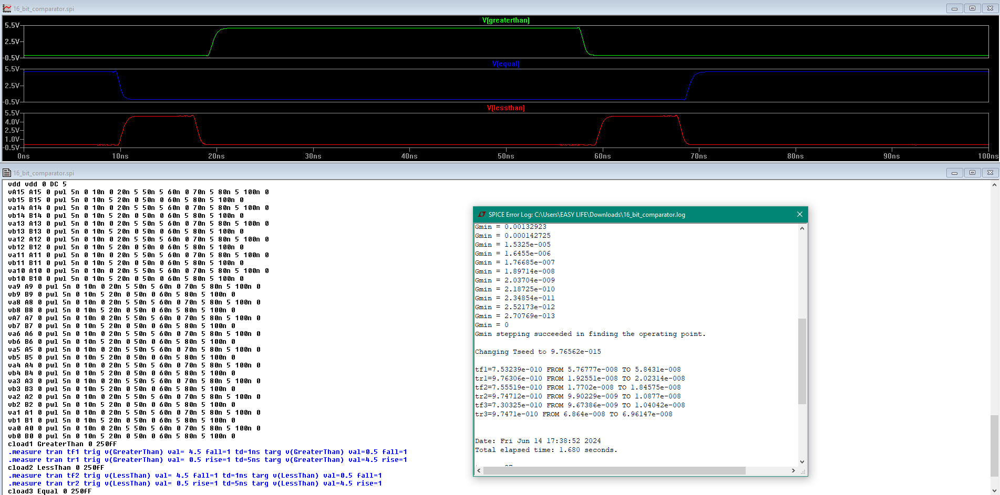 16_bit_comparator.spi
V(greaterthan)
5.5V
2.5V
-0.5V
V(equal)
5.5V
2.5V
-0.5V
V(lessthan)
5.5V
4.0V
2.5V
1.0V
-0.5V
0ns 10ns 20ns 30ns 40ns 50ns 60ns 70ns 80ns 90ns 100ns
16_bit_comparator.spi
vdd vdd 0 DC 5
vA15 A15 0 pwl 5n 0 10n 0 20n 5 50n 5 60n 0 70n 5 80n 5 100n 0
vb15 B15 0 pwl 0 10n 5 20n 0 50n 0 60n 5 80n 5 100n 0
va14 A14 0 pwl 5n 0 10n 0 20n 5 50n 5 60n 0 70n 5 80n 5 100n 0
vb14 B14 0 pwl 0 10n 5 20n 0 50n 0 60n 5 80n 5 100n 0
va13 A13 0 pwl 5n 0 10n 0 20n 5 50n 5 60n 0 70n 5 80n 5 100n 0
vb13 B13 0 pwl 0 10n 5 20n 0 50n 0 60n 5 80n 5 100n 0
va12 A12 0 pwl 5n 0 10n 0 20n 5 50n 5 60n 0 70n 5 80n 5 100n 0
vb12 B12 0 pwl 0 10n 5 20n 0 50n 0 60n 5 80n 5 100n 0
va11 A11 0 pwl 5n 0 10n 0 20n 5 50n 5 60n 0 70n 5 80n 5 100n 0
vb11 B11 0 pwl 0 10n 5 20n 0 50n 0 60n 5 80n 5 100n 0
va10 A10 0 pwl 5n 0 10n 0 20n 5 50n 5 60n 0 70n 5 80n 5 100n 0
vb10 B10 0 pwl 0 10n 5 20n 0 50n 0 60n 5 80n 5 100n 0
va9 A9 0 pwl 5n 0 10n 0 20n 5 50n 5 60n 0 70n 5 80n 5 100n 0
vb9 B9 0 pwl 0 10n 5 20n 0 50n 0 60n 5 80n 5 100n 0
va8 A8 0 pwl 5n 0 10n 0 20n 5 50n 5 60n 0 70n 5 80n 5 100n 0
vb8 B8 0 pwl 0 10n 5 20n 0 50n 0 60n 5 80n 5 100n 0
vA7 A7 0 pwl 5n 0 10n 0 20n 5 50n 5 60n 0 70n 5 80n 5 100n 0
vb7 B7 0 pwl 0 10n 5 20n 0 50n 0 60n 5 80n 5 100n 0
va6 A6 0 pwl 5n 0 10n 0 20n 5 50n 5 60n 0 70n 5 80n 5 100n 0
vb6 B6 0 pwl 0 10n 5 20n 0 50n 0 60n 5 80n 5 100n 0
va5 A5 0 pwl 5n 0 10n 0 20n 5 50n 5 60n 0 70n 5 80n 5 100n 0
vb5 B5 0 pwl 0 10n 5 20n 0 50n 0 60n 5 80n 5 100n 0
va4 A4 0 pwl 5n 0 10n 0 20n 5 50n 5 60n 0 70n 5 80n 5 100n 0
vb4 B4 0 pwl 0 10n 5 20n 0 50n 0 60n 5 80n 5 100n 0
va3 A3 0 pwl 5n 0 10n 0 20n 5 50n 5 60n 0 70n 5 80n 5 100n 0
vb3 B3 0 pwl 0 10n 5 20n 0 50n 0 60n 5 80n 5 100n 0
va2 A2 0 pwl 5n 0 10n 0 20n 5 50n 5 60n 0 70n 5 80n 5 100n 0
vb2 B2 0 pwl 0 10n 5 20n 0 50n 0 60n 5 80n 5 100n 0
va1 A1 0 pwl 5n 0 10n 0 20n 5 50n 5 60n 0 70n 5 80n 5 100n 0
vb1 B1 0 pwl 0 10n 5 20n 0 50n 0 60n 5 80n 5 100n 0
va0 A0 0 pwl 5n 0 10n 0 20n 5 50n 5 60n 0 70n 5 80n 5 100n 0
vb0 B0 0 pwl 0 10n 5 20n 0 50n 0 60n 5 80n 5 100n 0
cload1 GreaterThan 0 250fF
.measure tran tf1 trig v(GreaterThan) val= 4.5 fall=1 td=1ns targ v(GreaterThan) val=0.5 fall=1
.measure tran tr1 trig v(GreaterThan) val= 0.5 rise=1 td=5ns targ v(GreaterThan) val=4.5 rise=1
cload2 LessThan 0 250fF
.measure tran tf2 trig v(LessThan) val= 4.5 fall=1 td=1ns targ v(LessThan) val=0.5 fall=1
.measure tran tr2 trig v(LessThan) val= 0.5 rise=1 td=5ns targ v(LessThan) val=4.5 rise=1
cload3 Equal 0 250fF
SPICE Error Log: C:\Users\EASY LIFE\Downloads\16_bit_comparator.log
Gmin = 0.00132923
Gmin = 0.000142725
Gmin = 1.5325e-005
Gmin = 1.6455e-006
Gmin = 1.76685e-007
Gmin = 1.89714e-008
Gmin = 2.03704e-009
Gmin = 2.18725e-010
Gmin = 2.34854e-011
Gmin = 2.52173e-012
Gmin = 2.70769e-013
Gmin = 0
Gmin stepping succeeded in finding the operating point.
Changing Tseed to 9.76562e-015
tf1=7.53239e-010 FROM 5.76777e-008 TO 5.8431e-008
tr1=9.76306e-010 FROM 1.92551e-008 TO 2.02314e-008
tf2=7.55519e-010 FROM 1.7702e-008 TO 1.84575e-008
tr2=9.74712e-010 FROM 9.90229e-009 TO 1.0877e-008
tf3=7.30325e-010 FROM 9.67386e-009 TO 1.04042e-008
tr3=9.7471e-010 FROM 6.864e-008 TO 6.96147e-008
Date: Fri Jun 14 17:38:52 2024
Total elapsed time: 1.680 seconds.